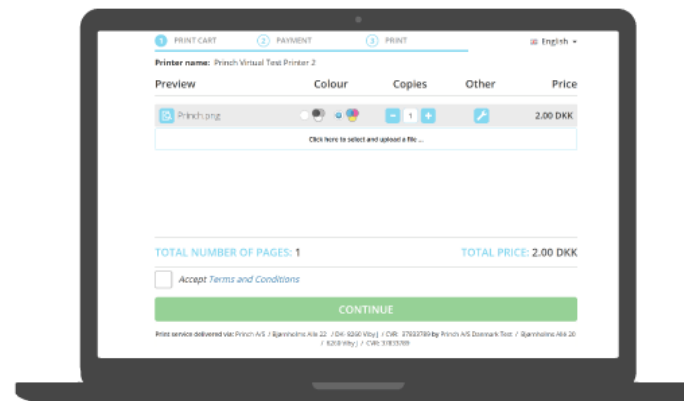 1 PRINT CART 2 PAYMENT 3 PRINT English
Printer name: Princh Virtual Test Printer 2
Preview Colour Copies Other Price
Princh.png - 1 + 2.00 DKK
Click here to select and upload a file ...
TOTAL NUMBER OF PAGES: 1 TOTAL PRICE: 2.00 DKK
Accept Terms and Conditions
CONTINUE
Print service delivered via: Princh A/S / Bjørnholms Allé 22 / DK- 8260 Viby J / CVR: 37833789 by Princh A/S Danmark Test / Bjørnholms Allé 20
/ 8260 Viby J / CVR: 37833789